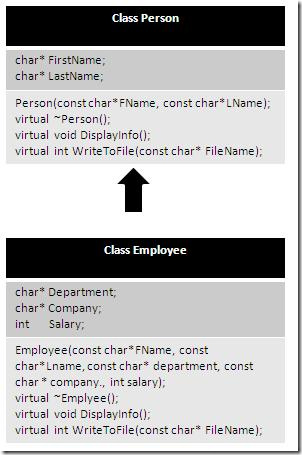 Class Person
char* FirstName;
char* LastName;
Person(const char*FName, const char*LName);
virtual ~Person();
virtual void DisplayInfo();
virtual int WriteToFile(const char* FileName);
Class Employee
char* Department;
char* Company;
int Salary;
Employee(const char*FName, const
char*Lname, const char* department, const
char * company., int salary);
virtual ~Emplyee();
virtual void DisplayInfo();
virtual int WriteToFile(const char* FileName);